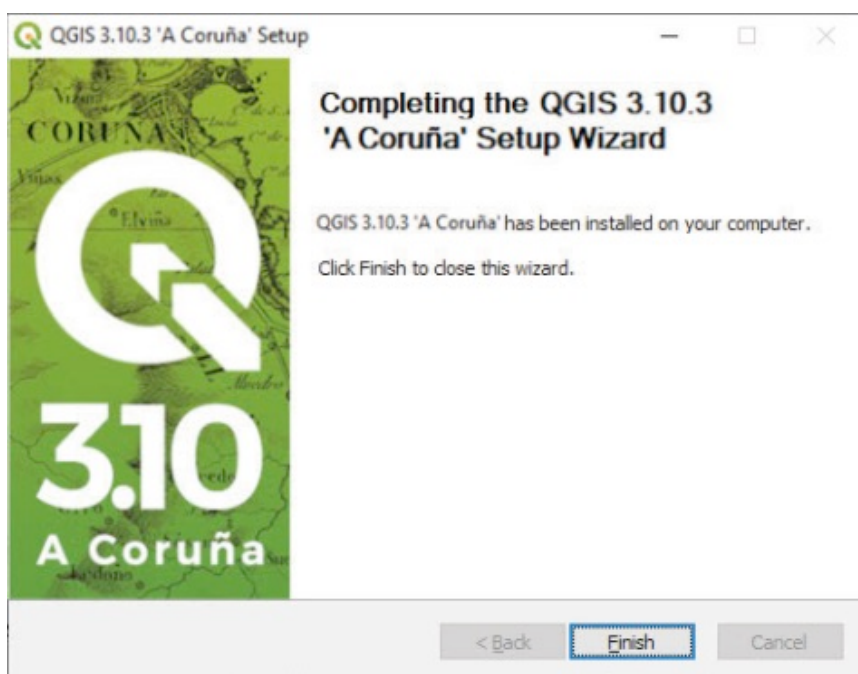 QGIS 3.10.3 'A Coruña' Setup
CORUÑA
Viñas
Elviña
3.10
A Coruña
Completing the QGIS 3.10.3
'A Coruña' Setup Wizard
QGIS 3.10.3 'A Coruña' has been installed on your computer.
Click Finish to close this wizard.
< Back
Finish
Cancel